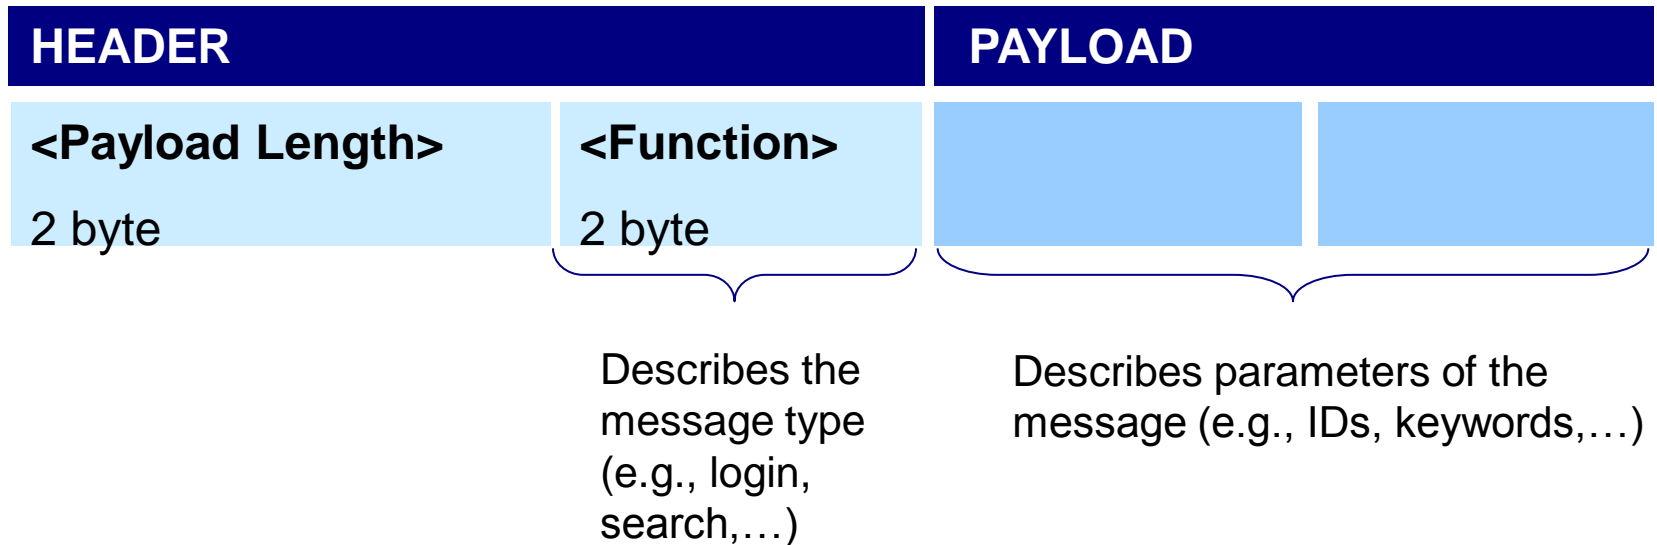 HEADER
PAYLOAD
<Payload Length>
<Function>
2 byte
2 byte
Describes the
message type
(e.g., login,
search,…)
Describes parameters of the
message (e.g., IDs, keywords,…)